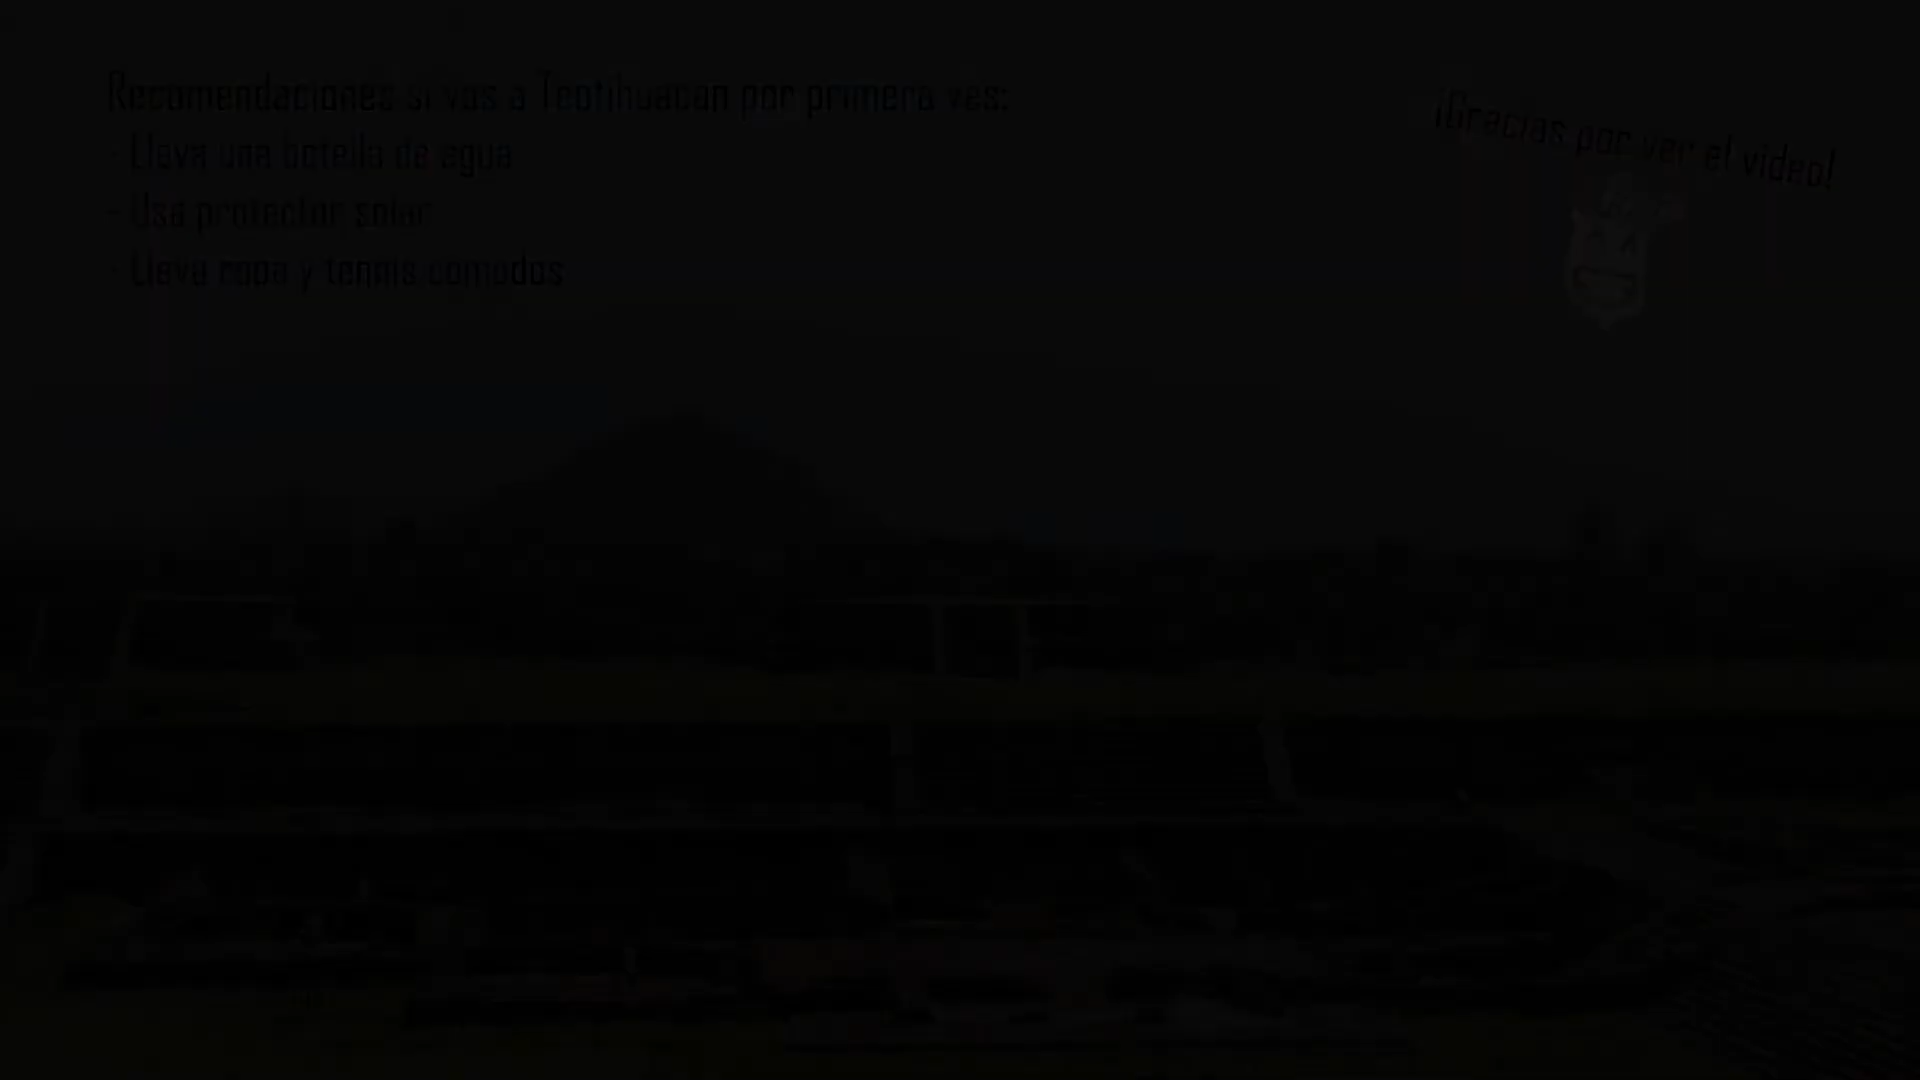 Recomendaciones si vas a Teotihuacan por primera ves:
- Lleva una botella de agua
- Usa protector solar
- Lleva ropa y tennis comodos
¡Gracias por ver el video!